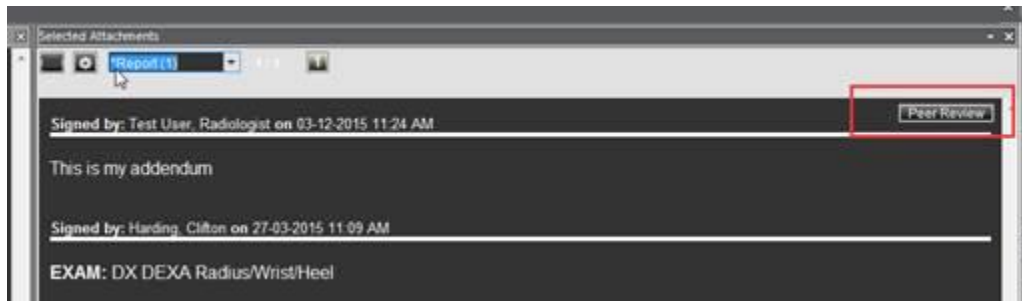 Selected Attachments
*Report (1)
Peer Review
Signed by: Test User, Radiologist on 03-12-2015 11:24 AM
This is my addendum
Signed by: Harding, Clifton on 27-03-2015 11:09 AM
EXAM: DX DEXA Radius/Wrist/Heel